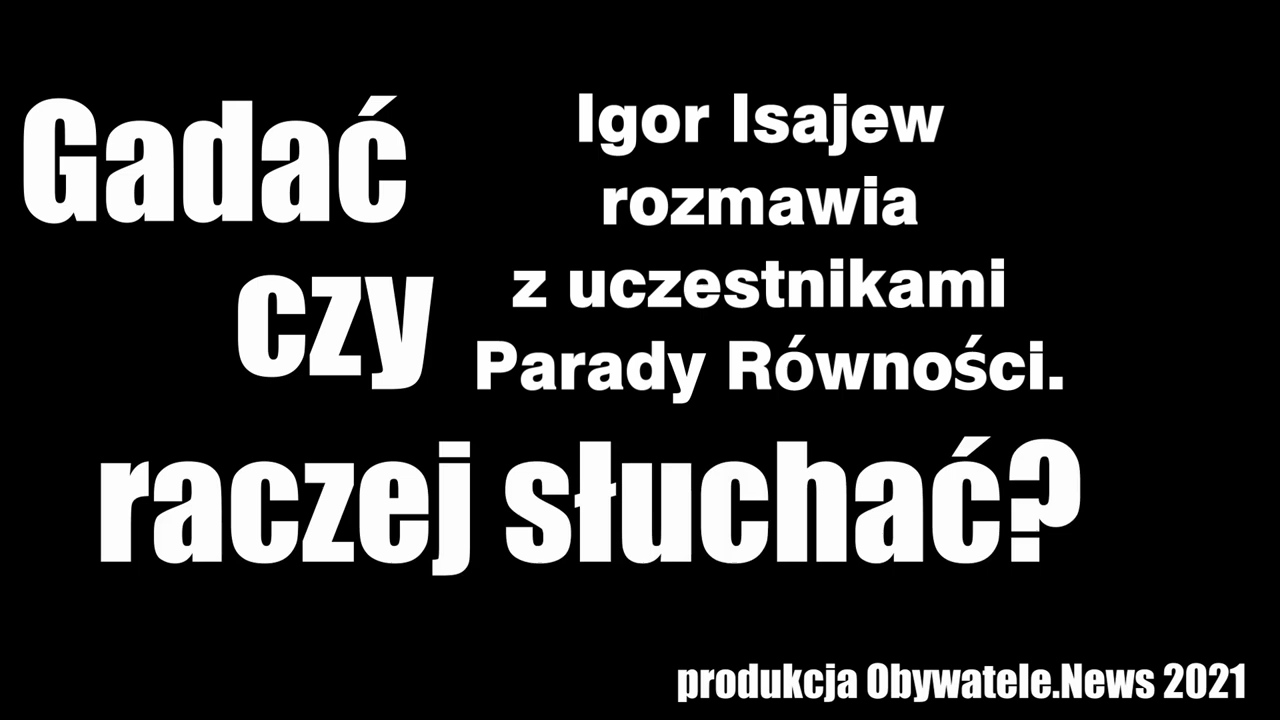 Gadać
czy
raczej słuchać?
Igor Isajew
rozmawia
z uczestnikami
Parady Równości.
produkcja Obywatele.News 2021